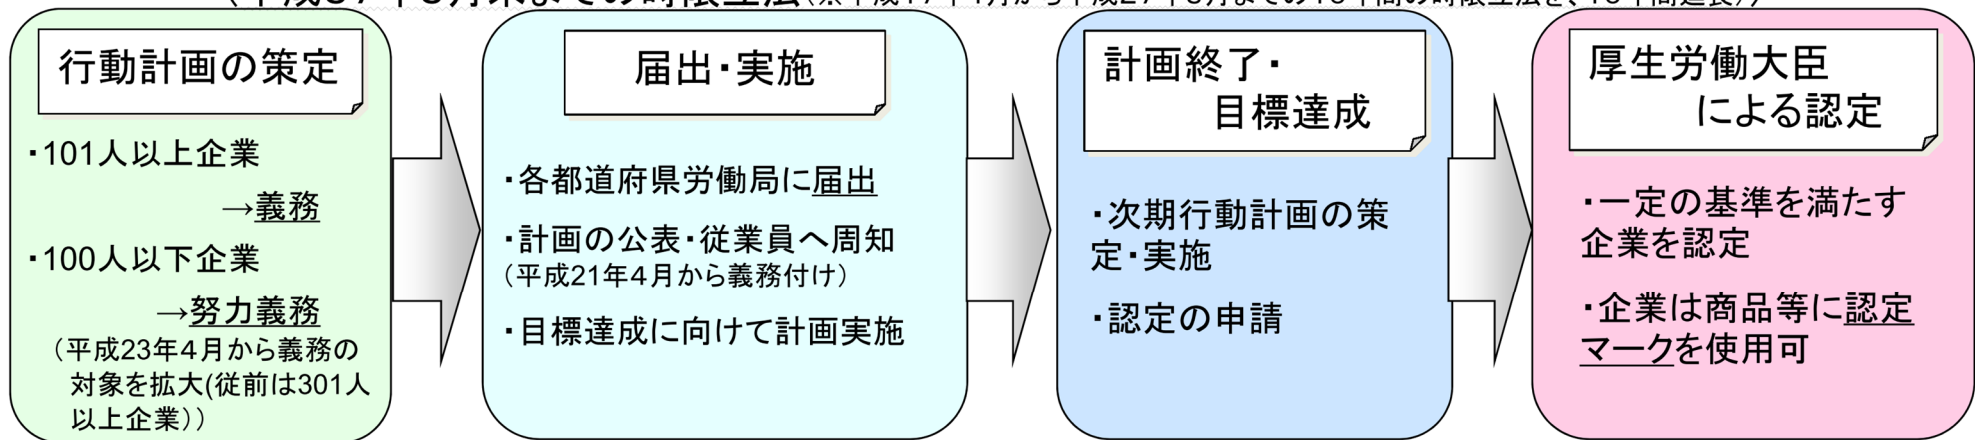 行動計画の策定
・101人以上企業
→義務
・100人以下企業
→努力義務
（平成23年4月から義務の
対象を拡大(従前は301人
以上企業)）
届出・実施
・各都道府県労働局に届出
・計画の公表・従業員へ周知
（平成21年4月から義務付け）
・目標達成に向けて計画実施
計画終了・
目標達成
・次期行動計画の策
定・実施
・認定の申請
厚生労働大臣
による認定
・一定の基準を満たす
企業を認定
・企業は商品等に認定
マークを使用可